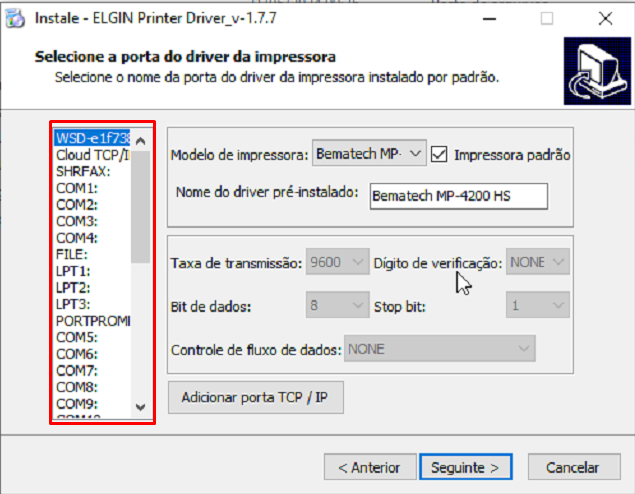 Instale - ELGIN Printer Driver_v-1.7.7
Selecione a porta do driver da impressora
Selecione o nome da porta do driver da impressora instalado por padrão.
WSD-e1f738
Cloud TCP/I
SHRFAX:
COM1:
COM2:
COM3:
COM4:
FILE:
LPT1:
LPT2:
LPT3:
PORTPROMI
COM5:
COM6:
COM7:
COM8:
COM9:
Modelo de impressora: Bematech MP- Impressora padrão
Nome do driver pré-instalado: Bematech MP-4200 HS
Taxa de transmissão: 9600 Dígito de verificação: NONE
Bit de dados: 8 Stop bit: 1
Controle de fluxo de dados: NONE
Adicionar porta TCP / IP
< Anterior Seguinte > Cancelar